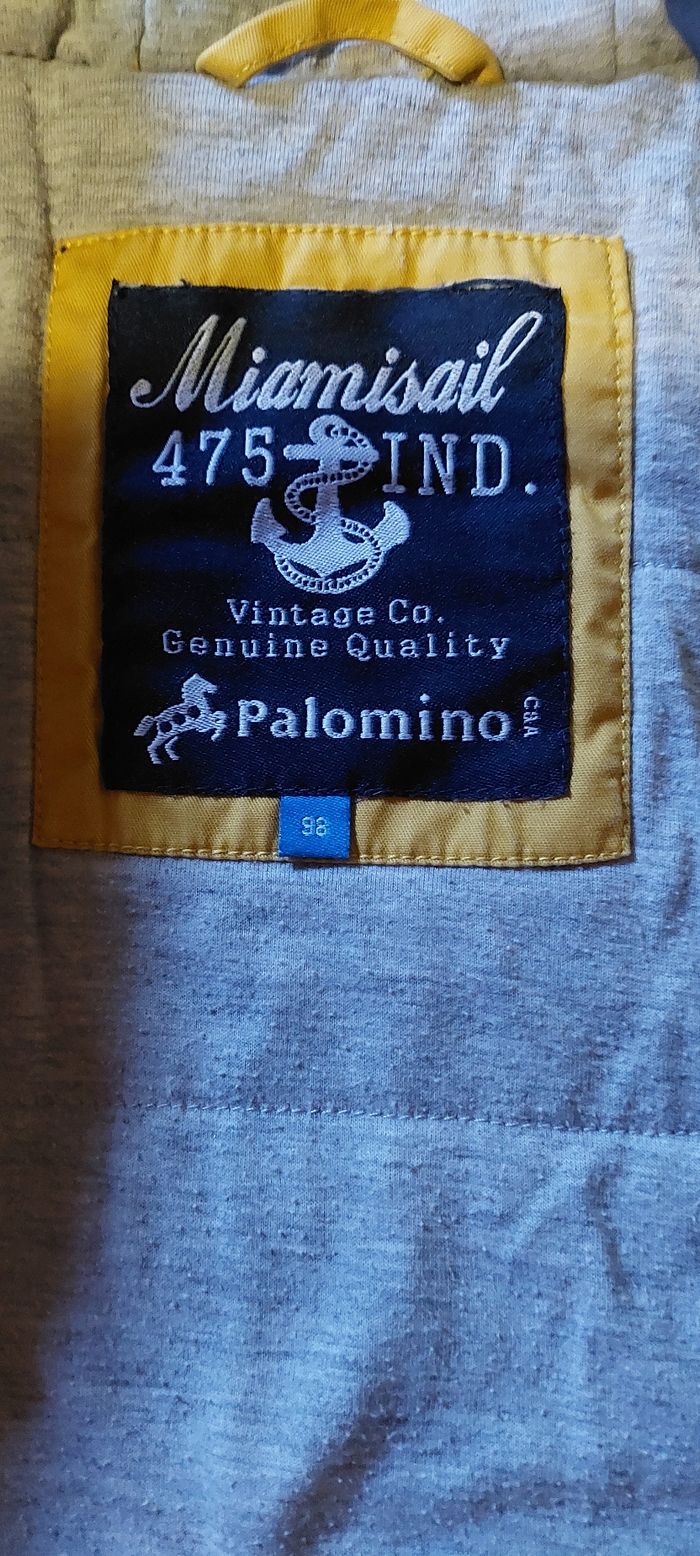 Miamisail
475 IND.
Vintage Co.
Genuine Quality
Palomino C&A
98